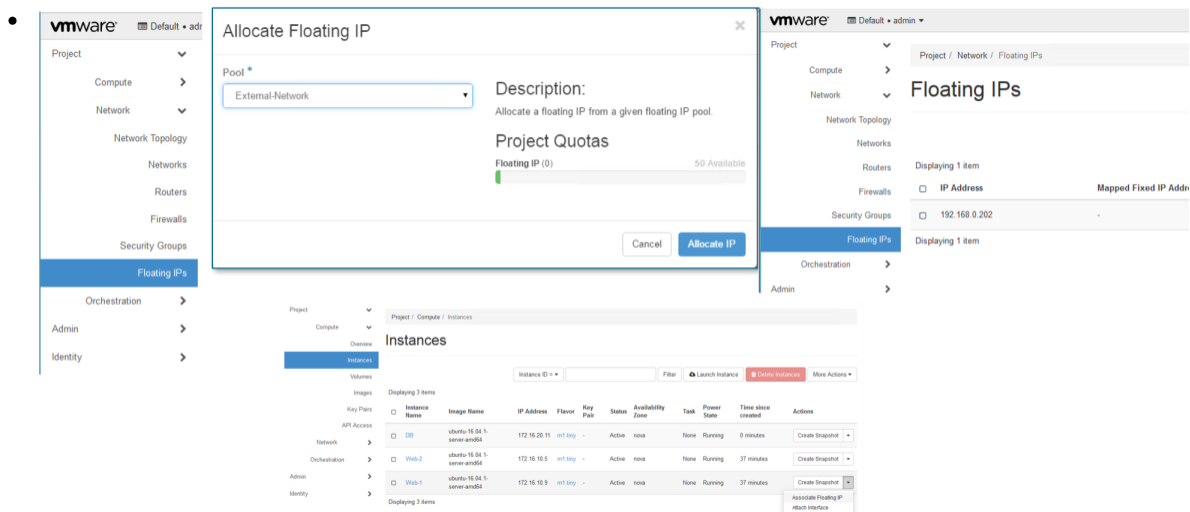 vmware Default • adr
Project
Compute
Network
Network Topology
Networks
Routers
Firewalls
Security Groups
Floating IPs
Orchestration
Admin
Identity
Allocate Floating IP
Pool *
External-Network
Description:
Allocate a floating IP from a given floating IP pool.
Project Quotas
Floating IP (0) 50 Available
Cancel Allocate IP
vmware Default • admin
Project
Compute
Network
Network Topology
Networks
Routers
Firewalls
Security Groups
Floating IPs
Orchestration
Admin
Project / Network / Floating IPs
Floating IPs
Displaying 1 item
IP Address Mapped Fixed IP Addre
192.168.0.202 -
Displaying 1 item
Project
Compute
Overview
Instances
Volumes
Images
Key Pairs
API Access
Network
Orchestration
Admin
Identity
Project / Compute / Instances
Instances
Instance ID = Filter Launch Instance Delete Instances More Actions
Displaying 3 items
Instance Name Image Name IP Address Flavor Key Pair Status Availability Zone Task Power State Time since created Actions
DB ubuntu-16.04.1-server-amd64 172.16.20.11 m1.tiny - Active nova None Running 0 minutes Create Snapshot
Web-2 ubuntu-16.04.1-server-amd64 172.16.10.5 m1.tiny - Active nova None Running 37 minutes Create Snapshot
Web-1 ubuntu-16.04.1-server-amd64 172.16.10.9 m1.tiny - Active nova None Running 37 minutes Create Snapshot
Displaying 3 items
Associate Floating IP
Attach Interface